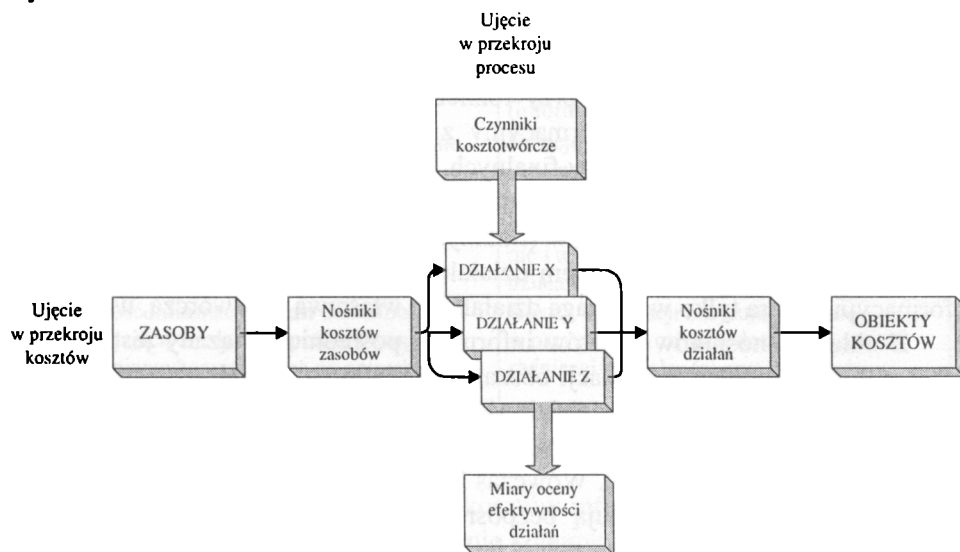 Ujęcie
w przekroju
procesu
Czynniki
kosztotwórcze
DZIAŁANIE X
Ujęcie
w przekroju
kosztów
ZASOBY
Nośniki
kosztów
zasobów
DZIAŁANIE Y
Nośniki
kosztów
działań
OBIEKTY
KOSZTÓW
DZIAŁANIE Z
Miary oceny
efektywności
działań